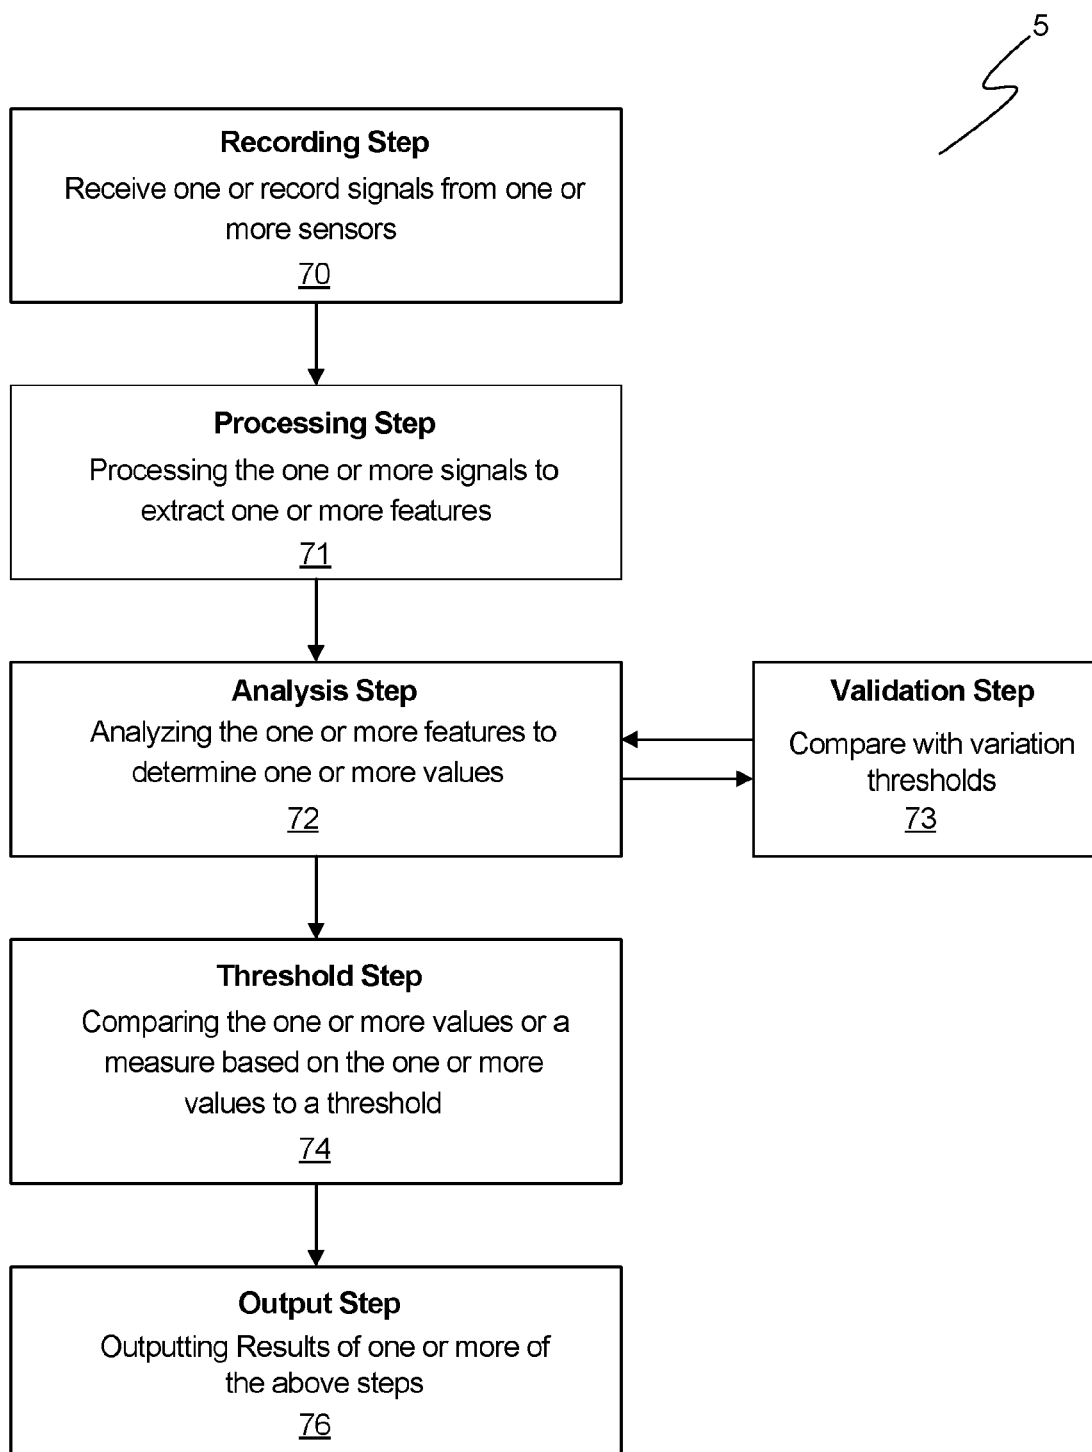 5
Recording Step
Receive one or record signals from one or
more sensors
70
Processing Step
Processing the one or more signals to
extract one or more features
71
Analysis Step
Analyzing the one or more features to
determine one or more values
72
Validation Step
Compare with variation
thresholds
73
Threshold Step
Comparing the one or more values or a
measure based on the one or more
values to a threshold
74
Output Step
Outputting Results of one or more of
the above steps
76